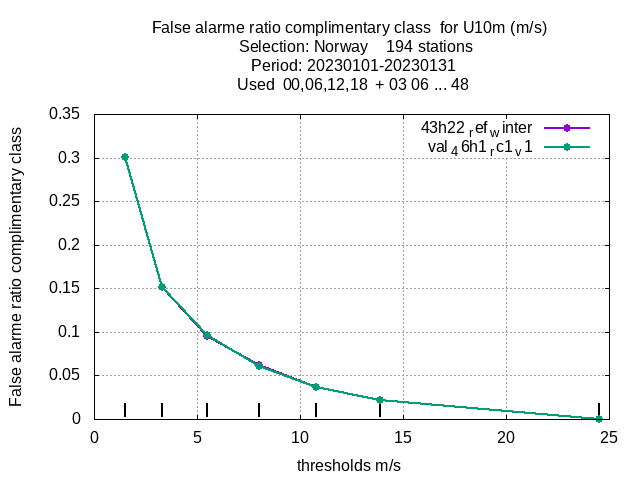 False alarme ratio complimentary class  for U10m (m/s)
Selection: Norway    194 stations
Period: 20230101-20230131
Used  00,06,12,18  + 03 06 ... 48
False alarme ratio complimentary class
0.35
0.3
0.25
0.2
0.15
0.1
0.05
0
43h22_refwinter
val46h1rc1v1
0 5 10 15 20 25
thresholds m/s